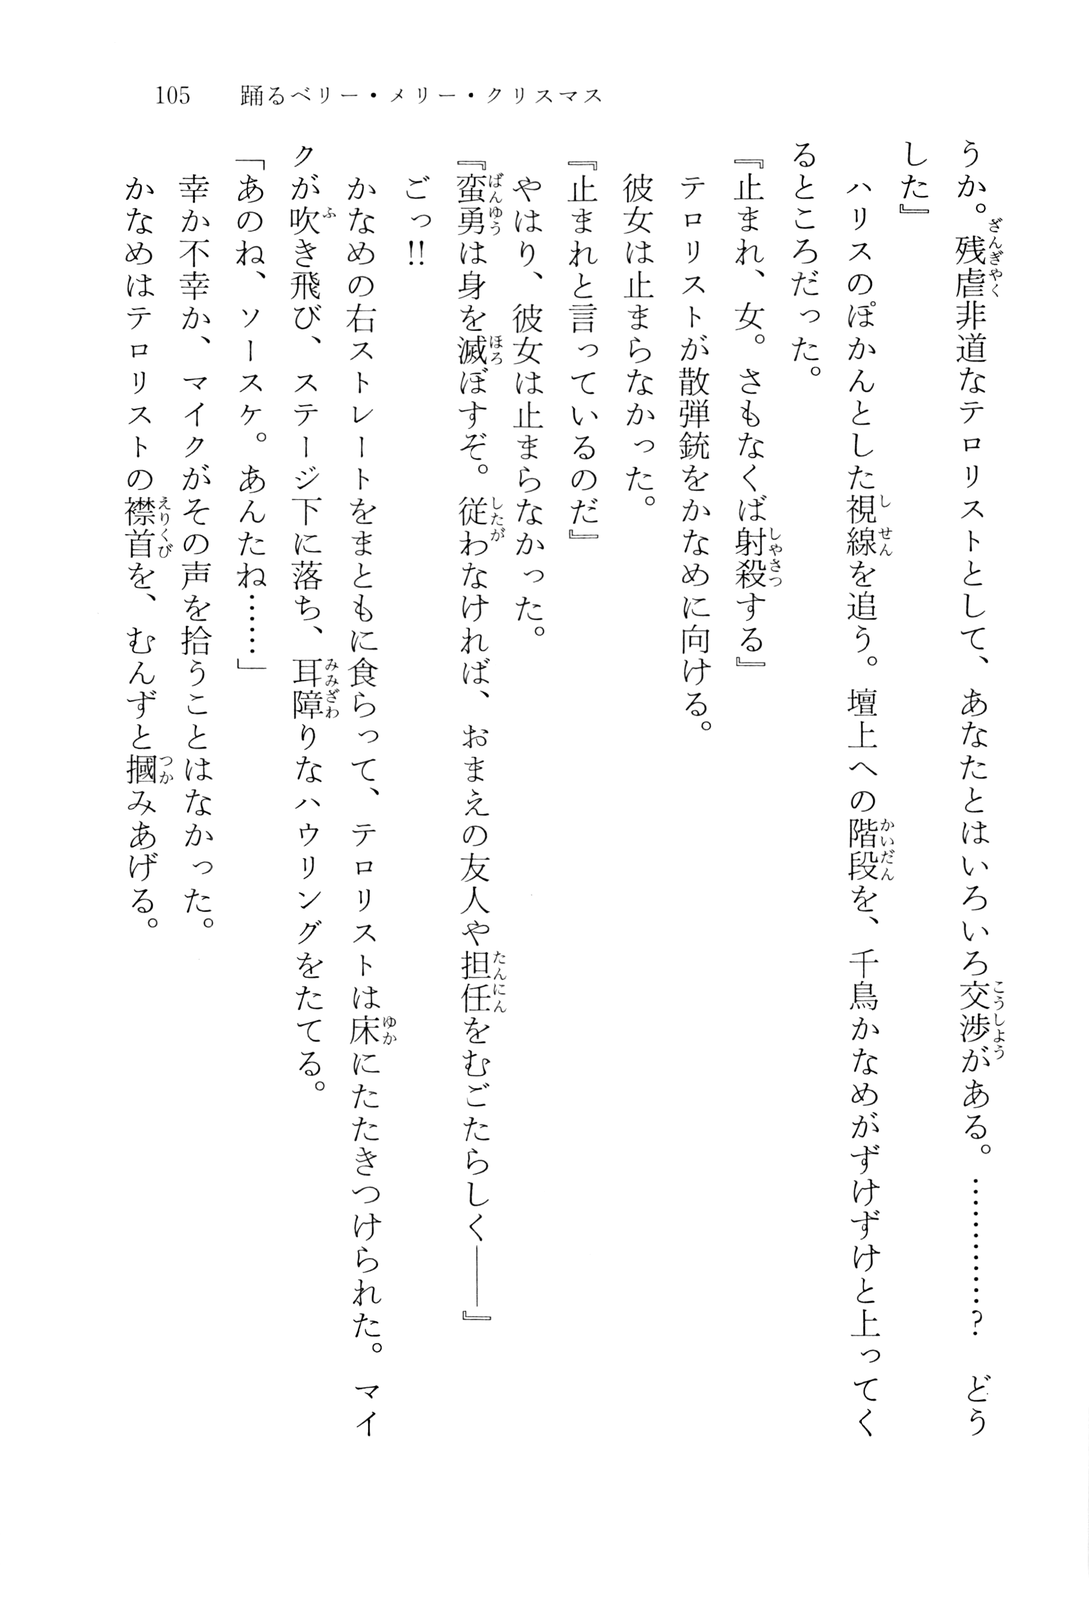 105　踊るベリー・メリー・クリスマス
うか。残虐非道なテロリストとして、あなたとはいろいろ交渉がある。…………？　どう
した』
　ハリスのぽかんとした視線を追う。壇上への階段を、千鳥かなめがずけずけと上ってく
るところだった。
『止まれ、女。さもなくば射殺する』
　テロリストが散弾銃をかなめに向ける。
　彼女は止まらなかった。
『止まれと言っているのだ』
　やはり、彼女は止まらなかった。
『蛮勇は身を滅ぼすぞ。従わなければ、おまえの友人や担任をむごたらしく――』
　ごっ!!
　かなめの右ストレートをまともに食らって、テロリストは床にたたきつけられた。マイ
クが吹き飛び、ステージ下に落ち、耳障りなハウリングをたてる。
「あのね、ソースケ。あんたね……」
　幸か不幸か、マイクがその声を拾うことはなかった。
　かなめはテロリストの襟首を、むんずと摑みあげる。